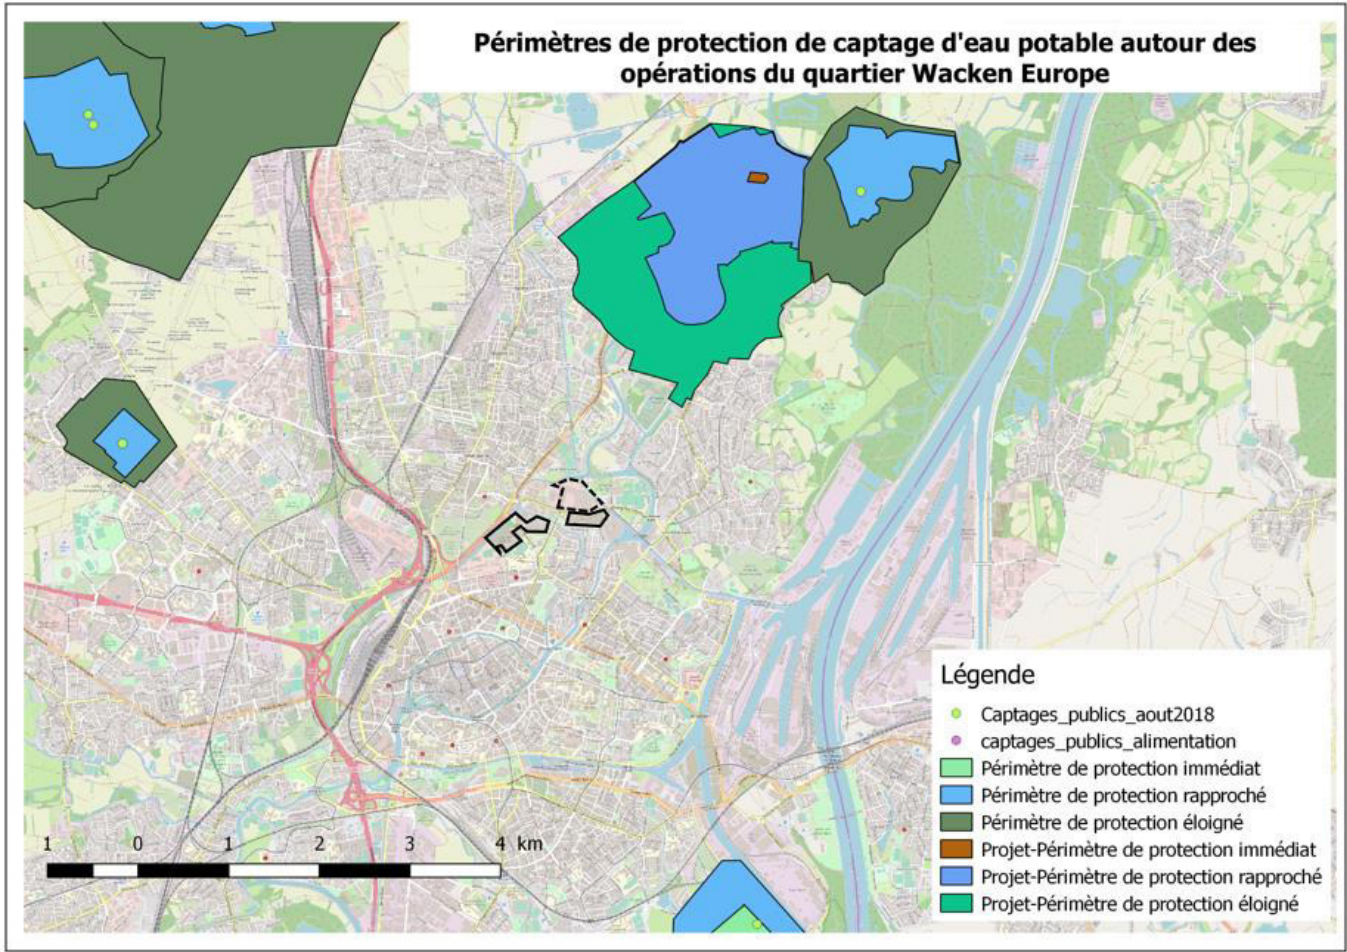 Périmètres de protection de captage d'eau potable autour des
opérations du quartier Wacken Europe
Légende
Captages_publics_aout2018
captages_publics_alimentation
Périmètre de protection immédiat
Périmètre de protection rapproché
Périmètre de protection éloigné
Projet-Périmètre de protection immédiat
Projet-Périmètre de protection rapproché
Projet-Périmètre de protection éloigné
1 0 1 2 3 4 km